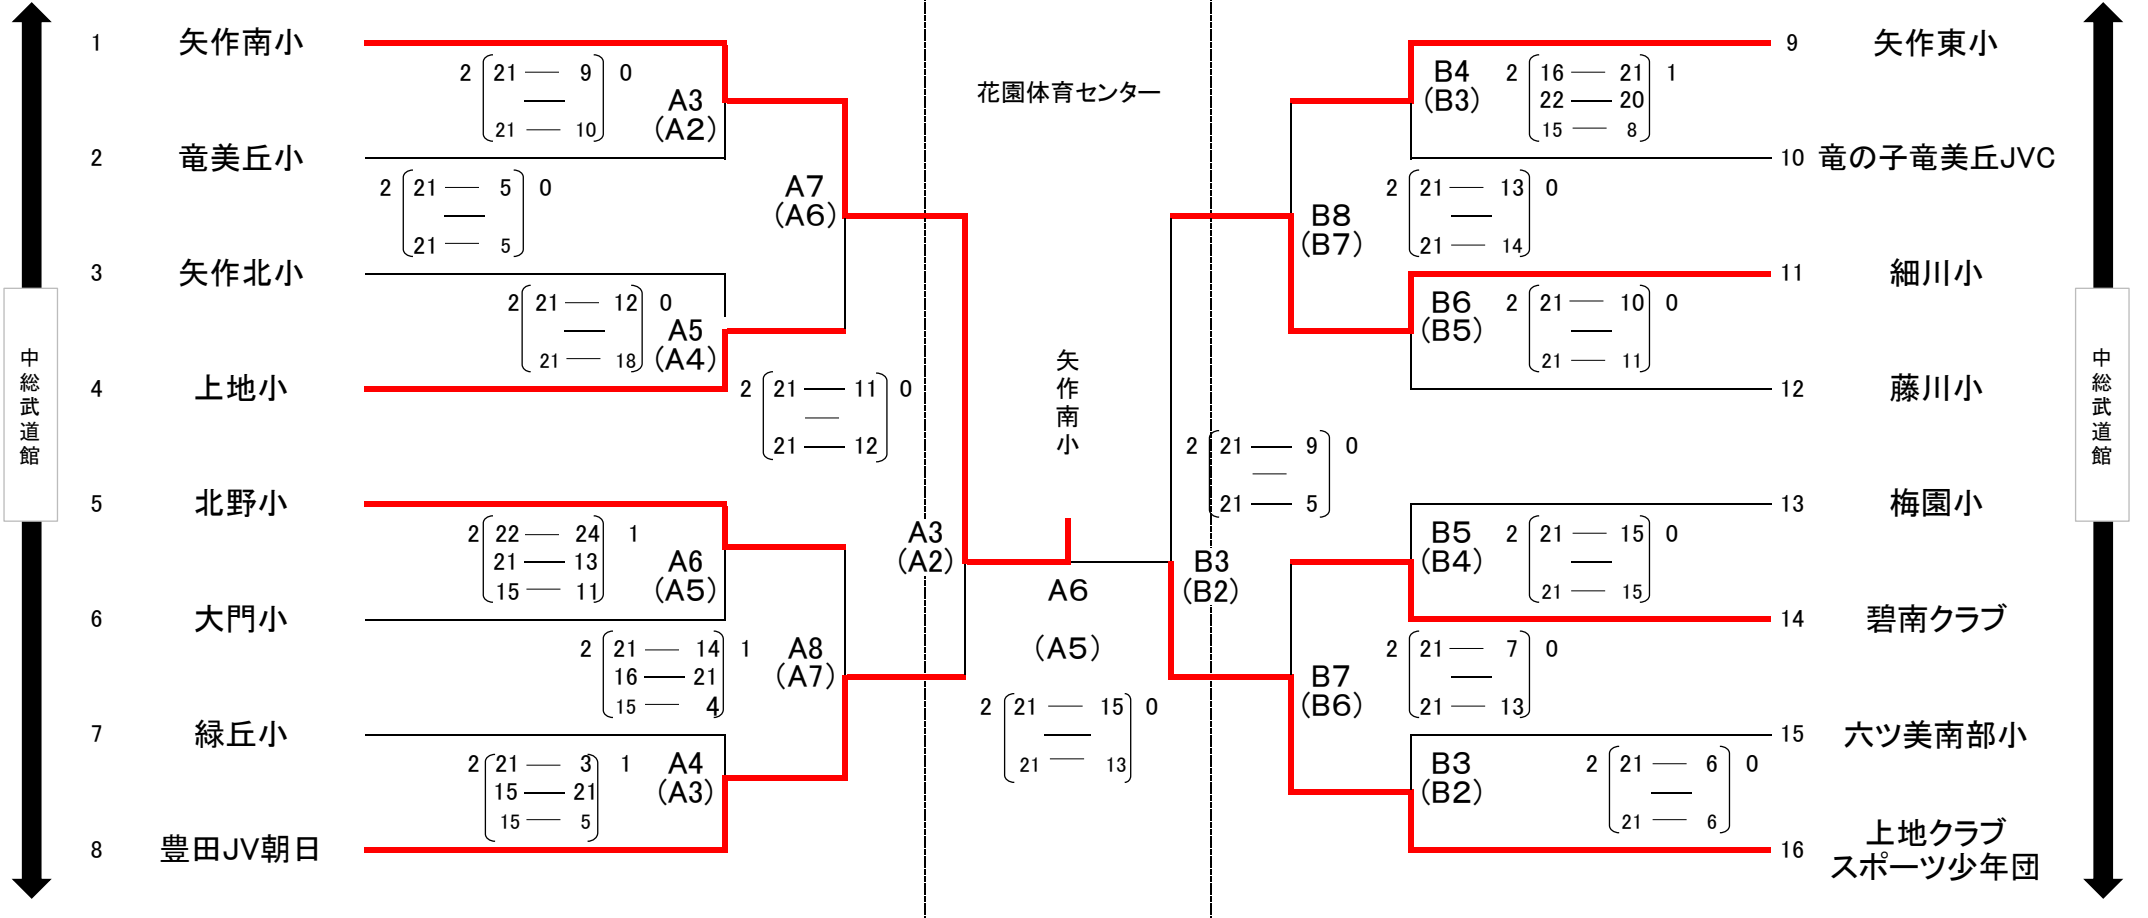 中総武道館
1 矢作南小
2 21 — 9 0
—
21 — 10
A3
(A2)
2 竜美丘小
2 21 — 5 0
—
21 — 5
A7
(A6)
3 矢作北小
2 21 — 12 0
—
21 — 18
A5
(A4)
4 上地小
2 21 — 11 0
—
21 — 12
5 北野小
2 22 — 24 1
21 — 13
15 — 11
A6
(A5)
6 大門小
2 21 — 14 1
16 — 21
15 — 4
A8
(A7)
7 緑丘小
2 21 — 3 1
15 — 21
15 — 5
A4
(A3)
8 豊田JV朝日
A3
(A2)
花園体育センター
矢作南小
A6
(A5)
2 21 — 15 0
—
21 — 13
B3
(B2)
2 21 — 9 0
—
21 — 5
9 矢作東小
B4
(B3)
2 16 — 21 1
22 — 20
15 — 8
10 竜の子竜美丘JVC
B8
(B7)
2 21 — 13 0
—
21 — 14
11 細川小
B6
(B5)
2 21 — 10 0
—
21 — 11
12 藤川小
13 梅園小
B5
(B4)
2 21 — 15 0
—
21 — 15
14 碧南クラブ
B7
(B6)
2 21 — 7 0
—
21 — 13
15 六ツ美南部小
B3
(B2)
2 21 — 6 0
—
21 — 6
16 上地クラブ
スポーツ少年団
中総武道館